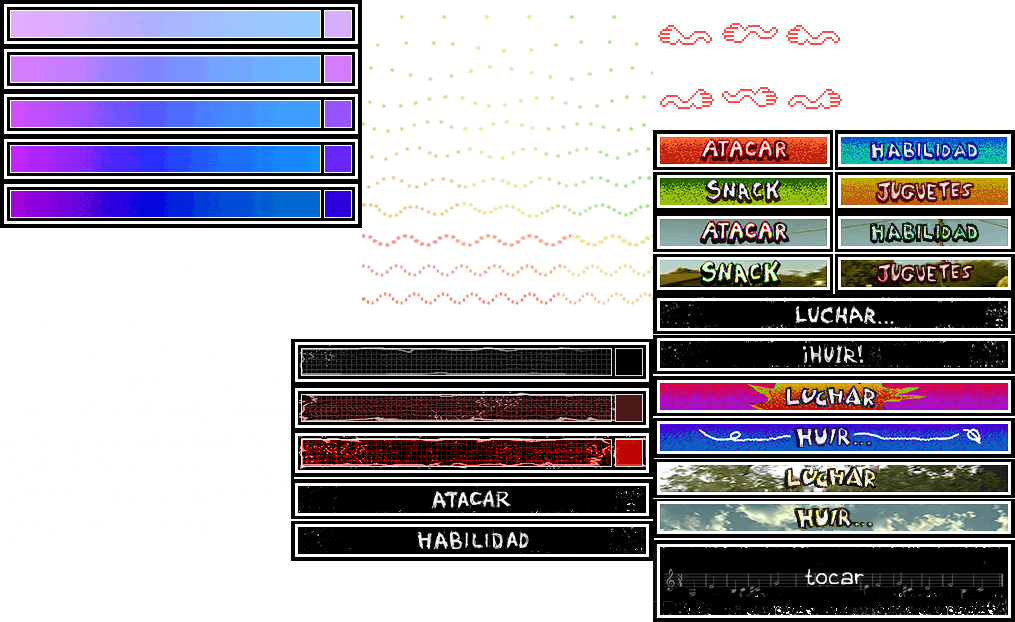 ATACAR HABILIDAD
SNACK JUGUETES
ATACAR HABILIDAD
SNACK JUGUETES
LUCHAR...
¡HUIR!
LUCHAR
HUIR...
LUCHAR
HUIR...
tocar
ATACAR
HABILIDAD